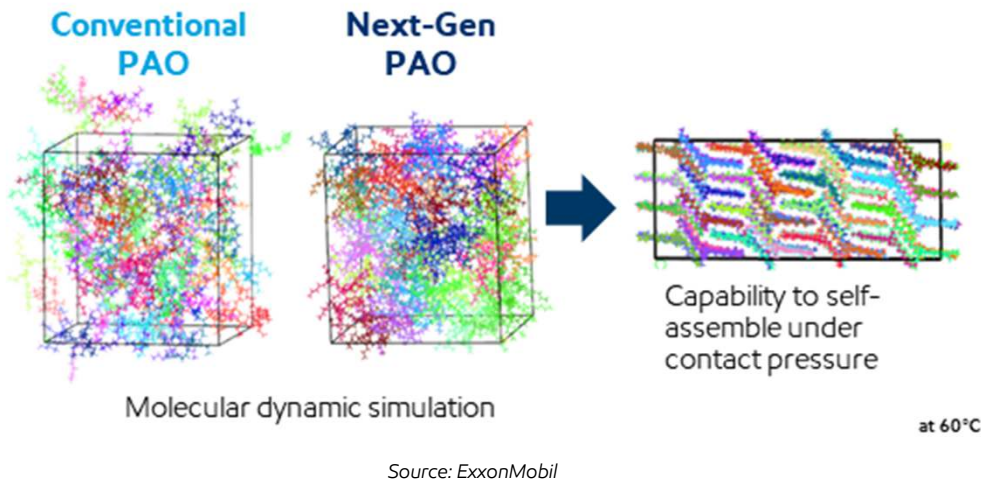 Conventional
PAO
Next-Gen
PAO
Capability to self-
assemble under
contact pressure
Molecular dynamic simulation
at 60°C
Source: ExxonMobil